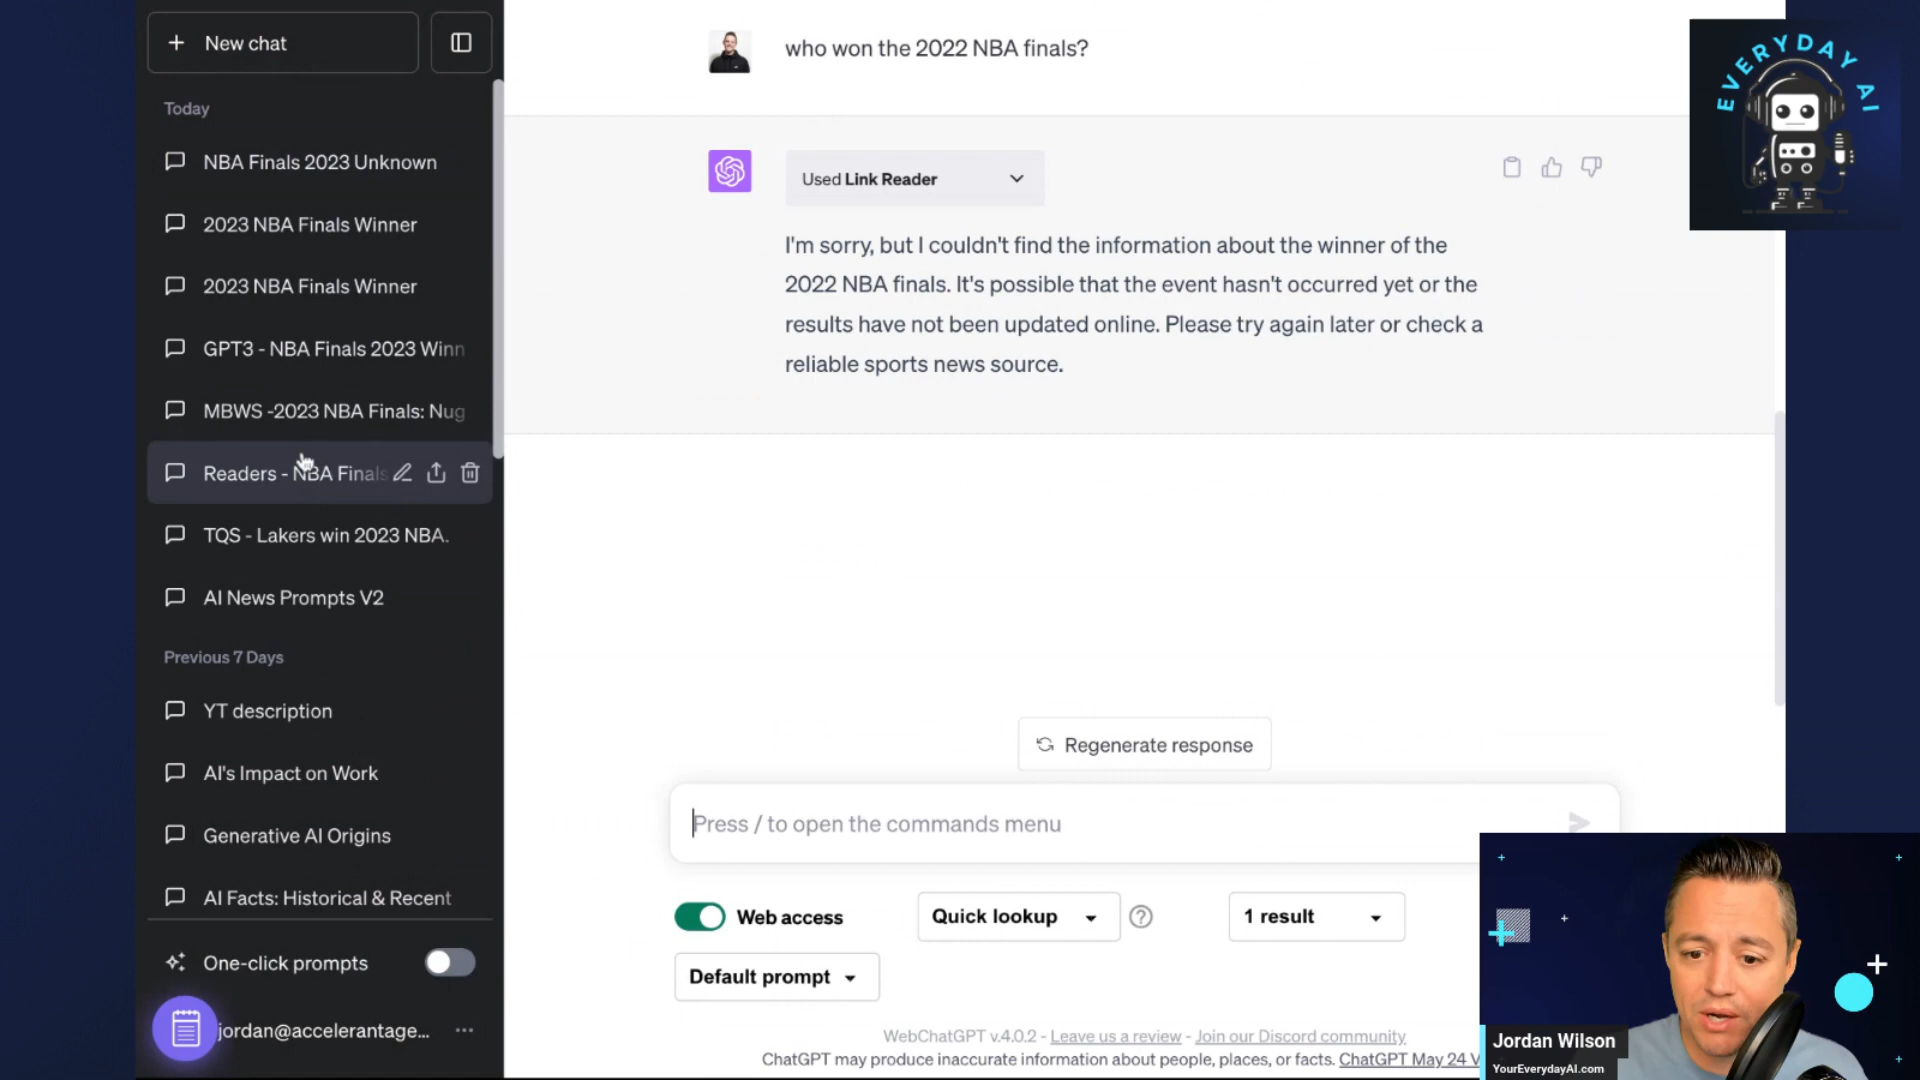 New chat
Today
NBA Finals 2023 Unknown
2023 NBA Finals Winner
2023 NBA Finals Winner
GPT3 - NBA Finals 2023 Winn
MBWS -2023 NBA Finals: Nug
Readers - NBA Finals
TQS - Lakers win 2023 NBA.
AI News Prompts V2
Previous 7 Days
YT description
AI's Impact on Work
Generative AI Origins
AI Facts: Historical & Recent
One-click prompts
jordan@accelerantage...
who won the 2022 NBA finals?
Used Link Reader
I'm sorry, but I couldn't find the information about the winner of the
2022 NBA finals. It's possible that the event hasn't occurred yet or the
results have not been updated online. Please try again later or check a
reliable sports news source.
Regenerate response
Press / to open the commands menu
Web access
Quick lookup
1 result
Default prompt
WebChatGPT v.4.0.2 - Leave us a review - Join our Discord community
ChatGPT may produce inaccurate information about people, places, or facts. ChatGPT May 24 V
EVERYDAY AI
Jordan Wilson
YourEverydayAI.com